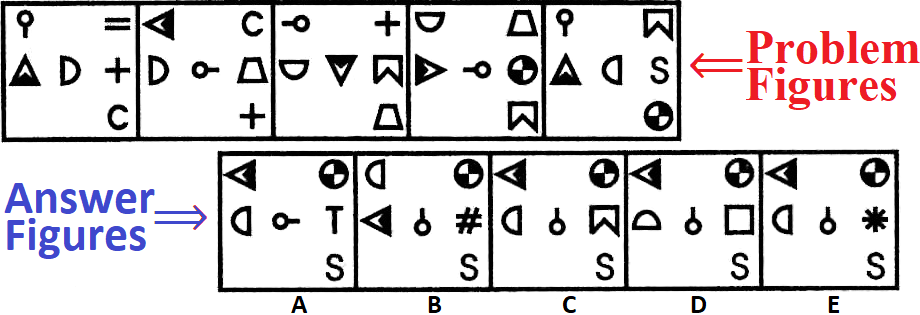 Problem
Figures
Answer
Figures
= C + 
+ S
C +
T # 
S S S S S
A B C D E